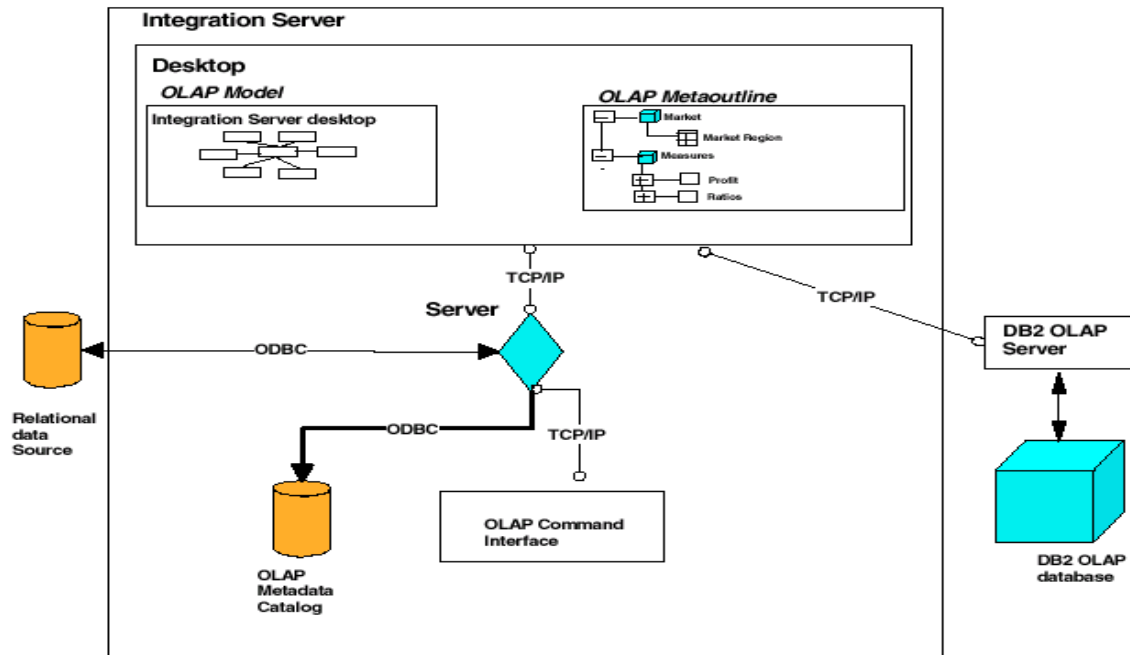 Integration Server
Desktop
OLAP Model
Integration Server desktop
OLAP Metaoutline
Market
Market Region
Measures
Profit
Ratios
TCP/IP
TCP/IP
Server
ODBC
DB2 OLAP
Server
Relational
data
Source
ODBC
TCP/IP
OLAP Command
Interface
OLAP
Metadata
Catalog
DB2 OLAP
database